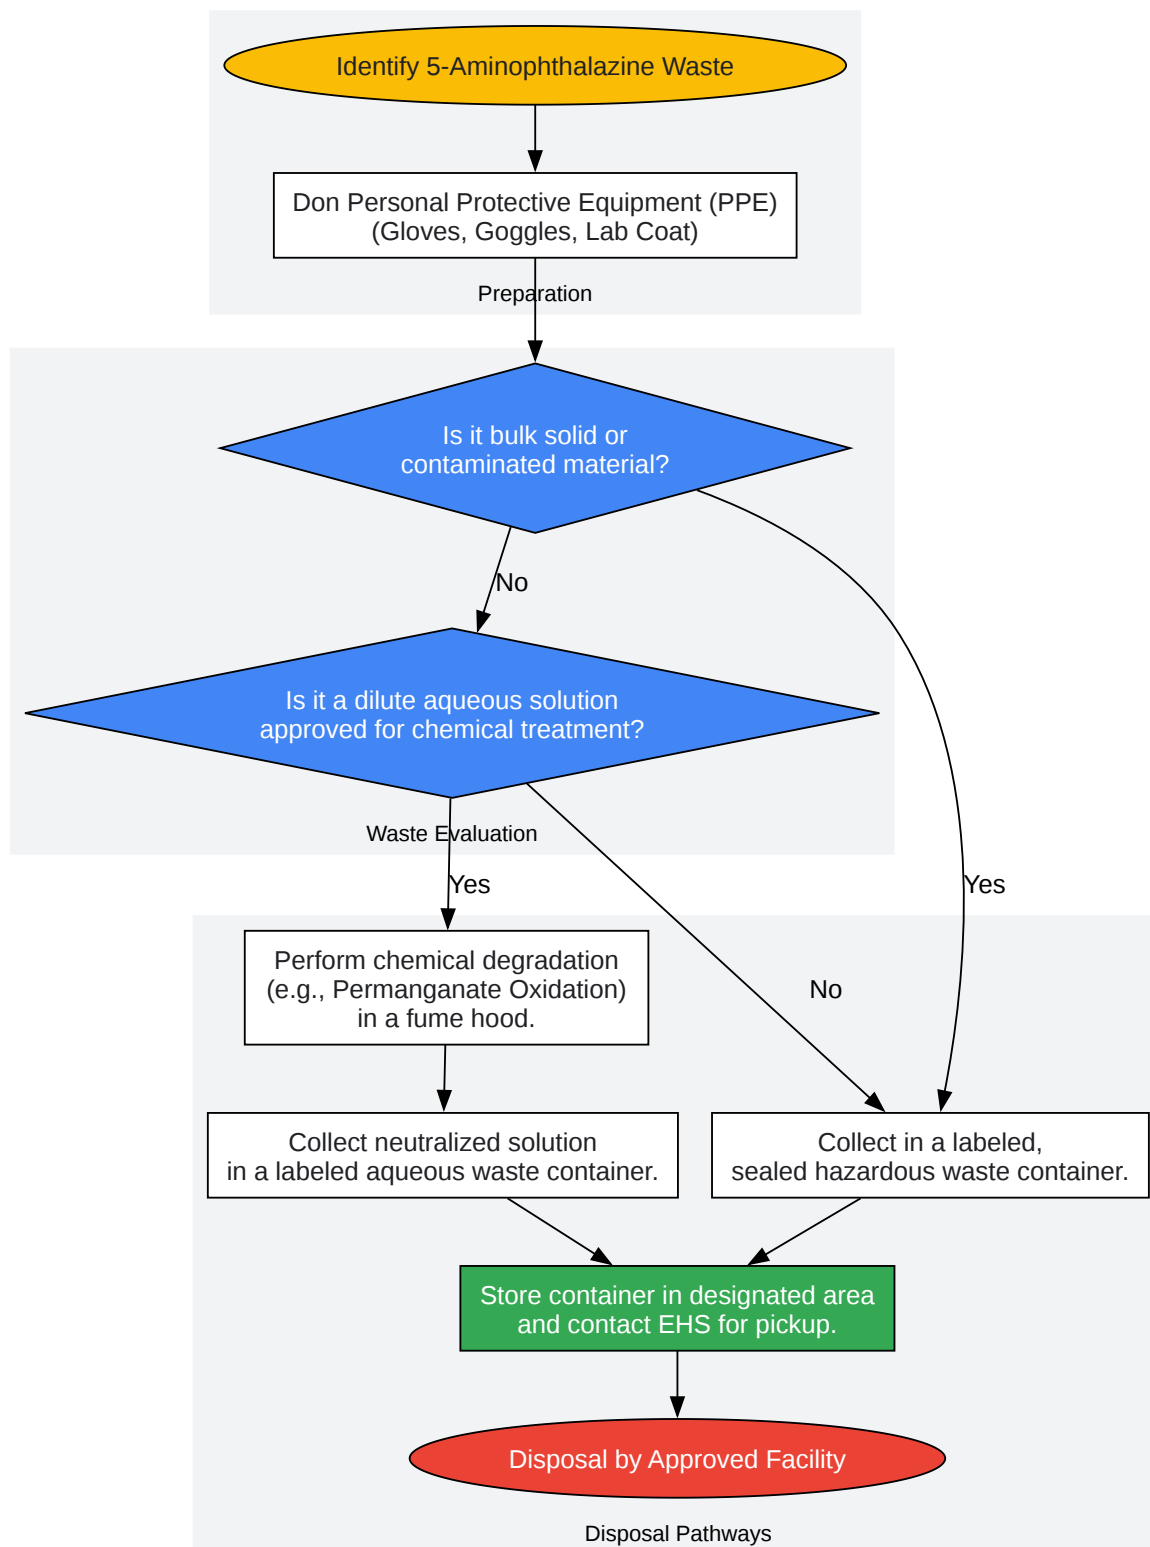 Identify 5-Aminophthalazine Waste
Don Personal Protective Equipment (PPE)
(Gloves, Goggles, Lab Coat)
Preparation
Is it bulk solid or
contaminated material?
No
Is it a dilute aqueous solution
approved for chemical treatment?
Waste Evaluation
Yes
Yes
Perform chemical degradation
(e.g., Permanganate Oxidation)
in a fume hood.
No
Collect neutralized solution
in a labeled aqueous waste container.
Collect in a labeled,
sealed hazardous waste container.
Store container in designated area
and contact EHS for pickup.
Disposal by Approved Facility
Disposal Pathways